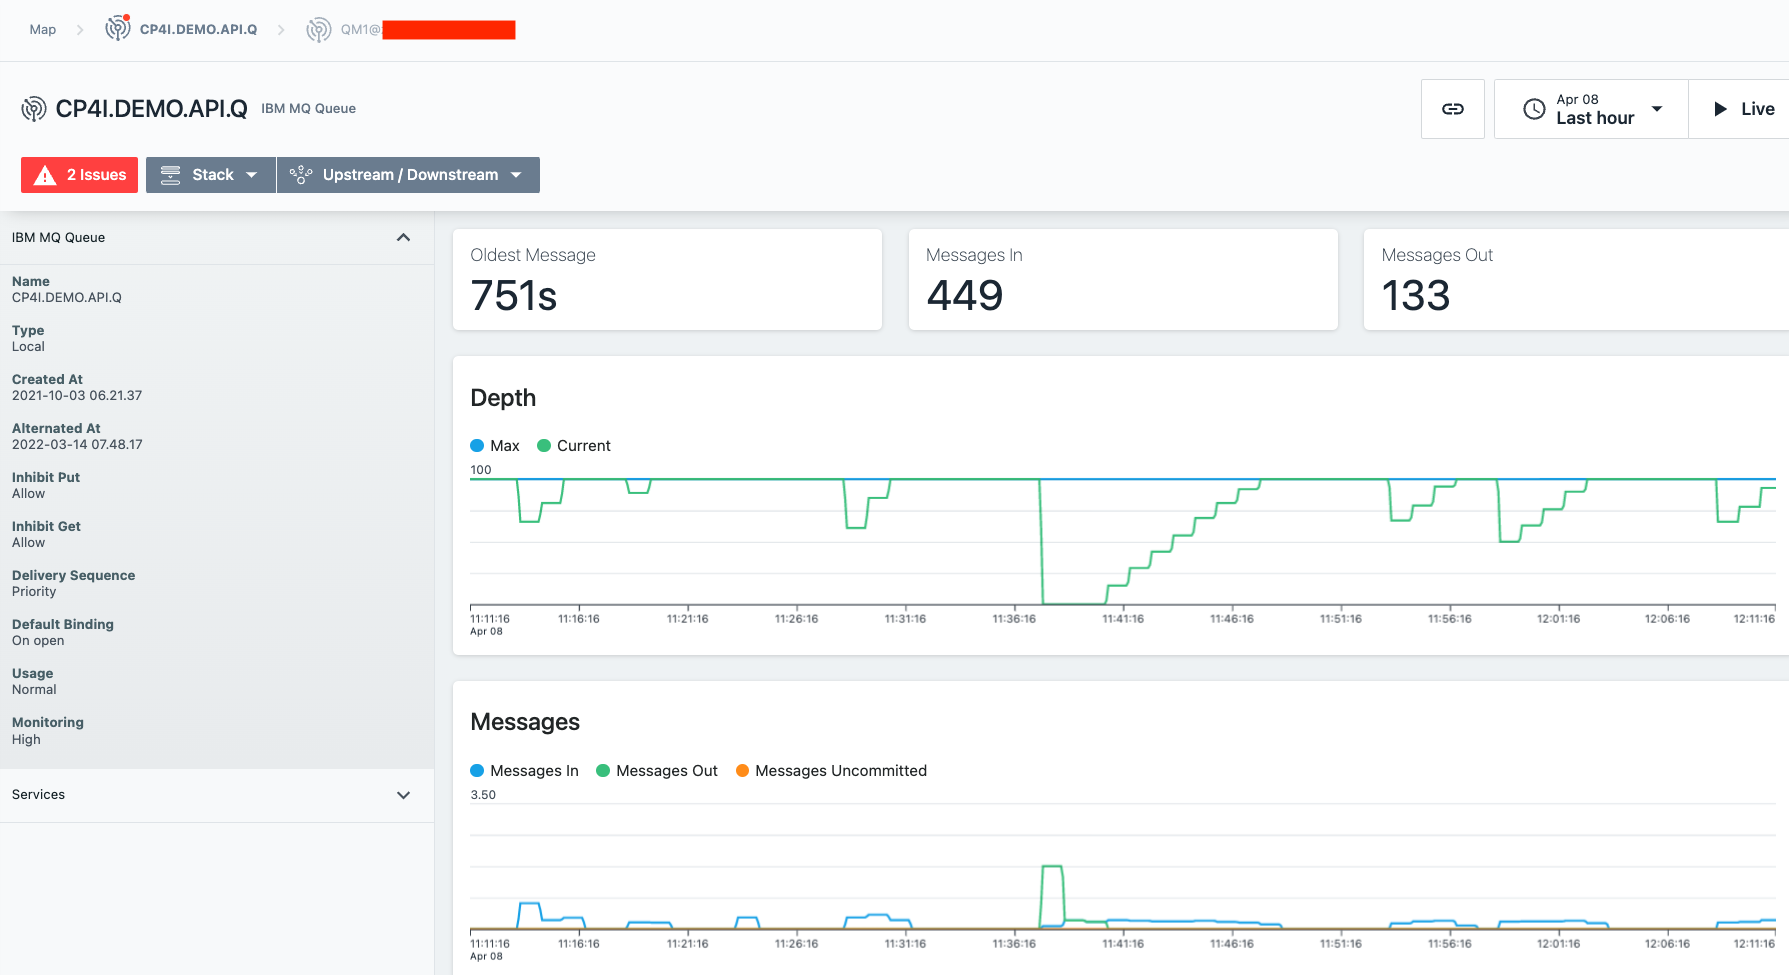 Map
CP4I.DEMO.API.Q
QM1@
CP4I.DEMO.API.Q IBM MQ Queue
Apr 08
Last hour
Live
2 Issues
Stack
Upstream / Downstream
IBM MQ Queue
Name
CP4I.DEMO.API.Q
Type
Local
Created At
2021-10-03 06.21.37
Alternated At
2022-03-14 07.48.17
Inhibit Put
Allow
Inhibit Get
Allow
Delivery Sequence
Priority
Default Binding
On open
Usage
Normal
Monitoring
High
Services
Oldest Message
751s
Messages In
449
Messages Out
133
Depth
Max Current
100
11:11:16 11:16:16 11:21:16 11:26:16 11:31:16 11:36:16 11:41:16 11:46:16 11:51:16 11:56:16 12:01:16 12:06:16 12:11:16
Apr 08
Messages
Messages In Messages Out Messages Uncommitted
3.50
11:11:16 11:16:16 11:21:16 11:26:16 11:31:16 11:36:16 11:41:16 11:46:16 11:51:16 11:56:16 12:01:16 12:06:16 12:11:16
Apr 08